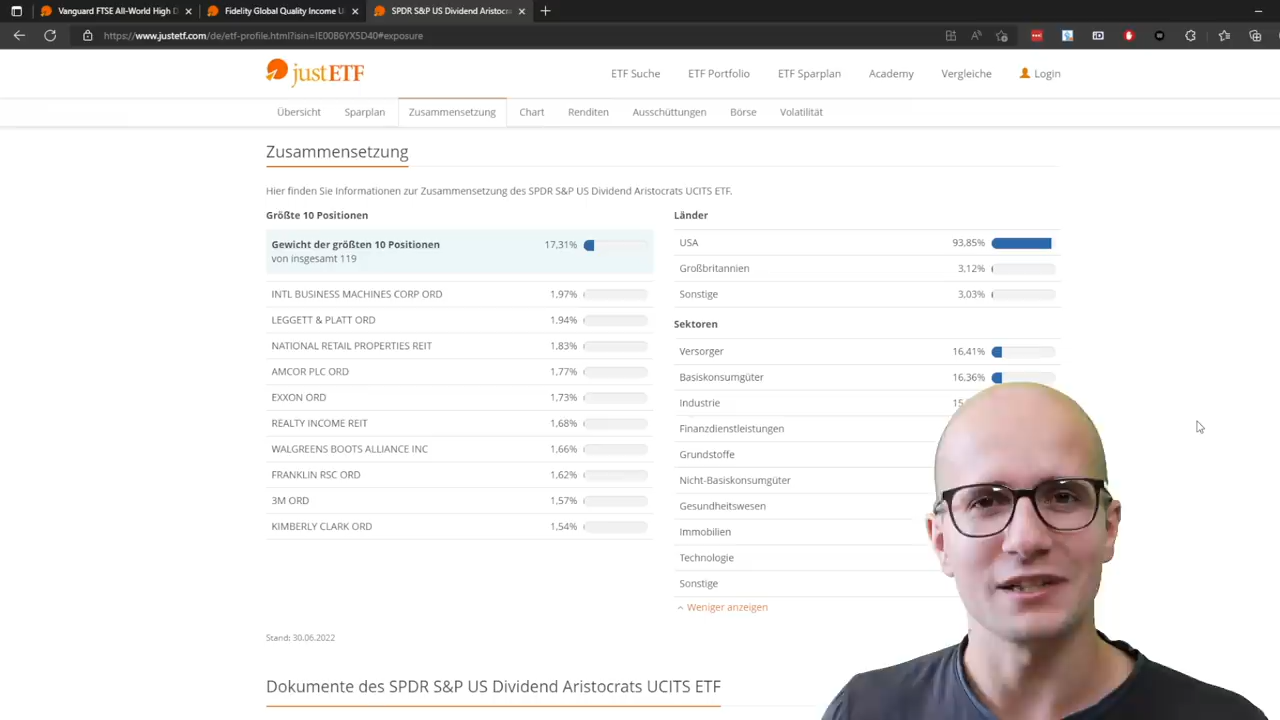 Vanguard FTSE All-World High D
Fidelity Global Quality Income U
SPDR S&P US Dividend Aristocra
https://www.justetf.com/de/etf-profile.html?isin=IE00B6YX5D40#exposure
justETF
ETF Suche
ETF Portfolio
ETF Sparplan
Academy
Vergleiche
Login
Übersicht
Sparplan
Zusammensetzung
Chart
Renditen
Ausschüttungen
Börse
Volatilität
Zusammensetzung
Hier finden Sie Informationen zur Zusammensetzung des SPDR S&P US Dividend Aristocrats UCITS ETF.
Größte 10 Positionen
Gewicht der größten 10 Positionen 17,31%
von insgesamt 119
INTL BUSINESS MACHINES CORP ORD 1,97%
LEGGETT & PLATT ORD 1,94%
NATIONAL RETAIL PROPERTIES REIT 1,83%
AMCOR PLC ORD 1,77%
EXXON ORD 1,73%
REALTY INCOME REIT 1,68%
WALGREENS BOOTS ALLIANCE INC 1,66%
FRANKLIN RSC ORD 1,62%
3M ORD 1,57%
KIMBERLY CLARK ORD 1,54%
Länder
USA 93,85%
Großbritannien 3,12%
Sonstige 3,03%
Sektoren
Versorger 16,41%
Basiskonsumgüter 16,36%
Industrie
Finanzdienstleistungen
Grundstoffe
Nicht-Basiskonsumgüter
Gesundheitswesen
Immobilien
Technologie
Sonstige
Weniger anzeigen
Stand: 30.06.2022
Dokumente des SPDR S&P US Dividend Aristocrats UCITS ETF